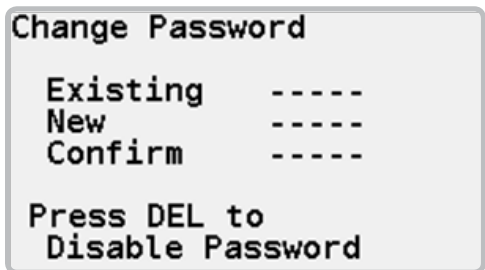 Change Password
Existing -----
New -----
Confirm -----
Press DEL to
Disable Password